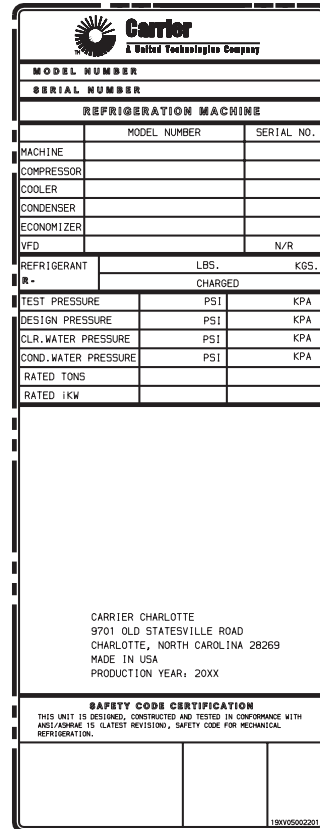 Carrier
A United Technologies Company
TM
MODEL NUMBER
SERIAL NUMBER
REFRIGERATION MACHINE
MODEL NUMBER SERIAL NO.
MACHINE
COMPRESSOR
COOLER
CONDENSER
ECONOMIZER
VFD N/R
REFRIGERANT LBS. KGS.
R- CHARGED
TEST PRESSURE PSI KPA
DESIGN PRESSURE PSI KPA
CLR.WATER PRESSURE PSI KPA
COND.WATER PRESSURE PSI KPA
RATED TONS
RATED iKW
CARRIER CHARLOTTE
9701 OLD STATESVILLE ROAD
CHARLOTTE, NORTH CAROLINA 28269
MADE IN USA
PRODUCTION YEAR: 20XX
SAFETY CODE CERTIFICATION
THIS UNIT IS DESIGNED, CONSTRUCTED AND TESTED IN CONFORMANCE WITH
ANSI/ASHRAE 15 (LATEST REVISION), SAFETY CODE FOR MECHANICAL
REFRIGERATION.
19XV05002201